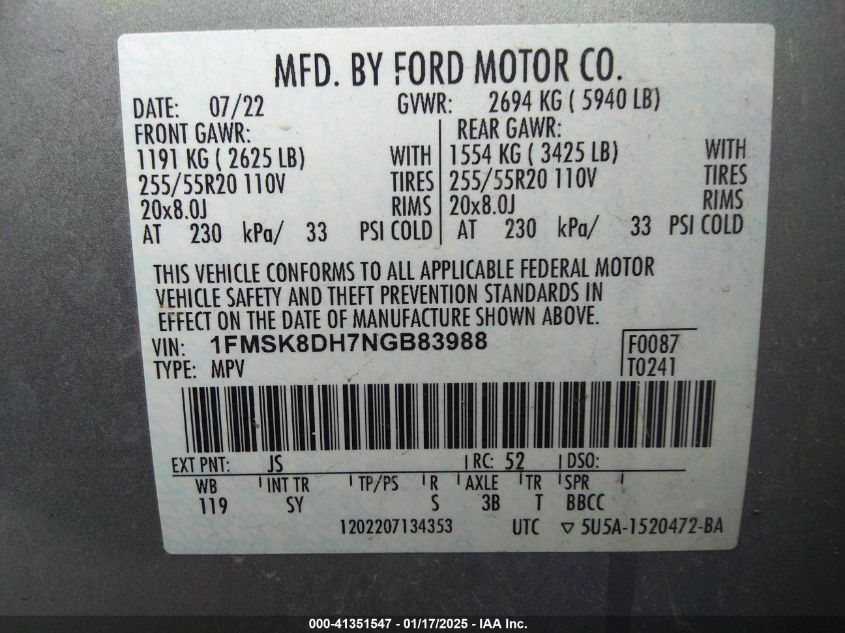 MFD. BY FORD MOTOR CO.
DATE: 07/22 GVWR: 2694 KG ( 5940 LB)
FRONT GAWR: REAR GAWR:
1191 KG ( 2625 LB) WITH 1554 KG ( 3425 LB) WITH
255/55R20 110V TIRES 255/55R20 110V TIRES
20x8.0J RIMS 20x8.0J RIMS
AT 230 kPa/ 33 PSI COLD AT 230 kPa/ 33 PSI COLD
THIS VEHICLE CONFORMS TO ALL APPLICABLE FEDERAL MOTOR
VEHICLE SAFETY AND THEFT PREVENTION STANDARDS IN
EFFECT ON THE DATE OF MANUFACTURE SHOWN ABOVE.
VIN: 1FMSK8DH7NGB83988 F0087
TYPE: MPV T0241
EXT PNT: JS RC: 52 DSO:
WB INT TR TP/PS R AXLE TR SPR
119 SY S 3B T BBCC
1202207134353 UTC ▽ 5U5A-1520472-BA
000-41351547 - 01/17/2025 - IAA Inc.